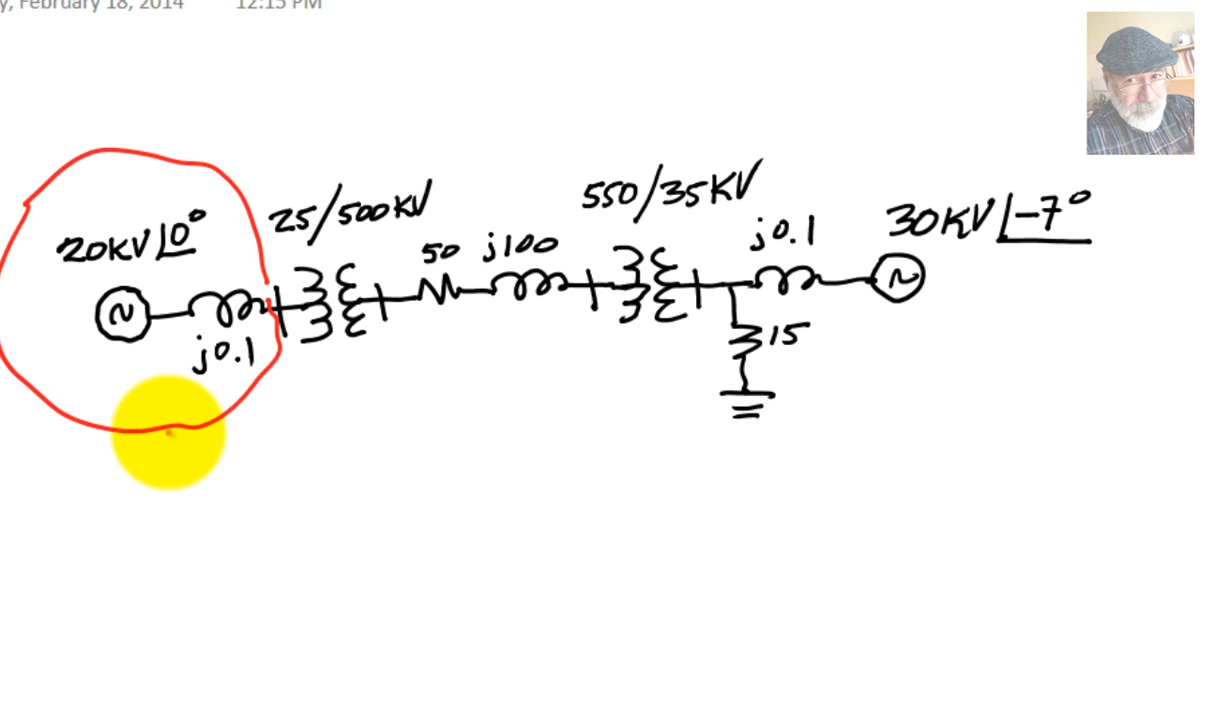 y, February 18, 2014 12:15 PM
20KV∠0°
25/500KV
50 j100
550/35KV
j0.1
30KV∠-7°
j0.1
15